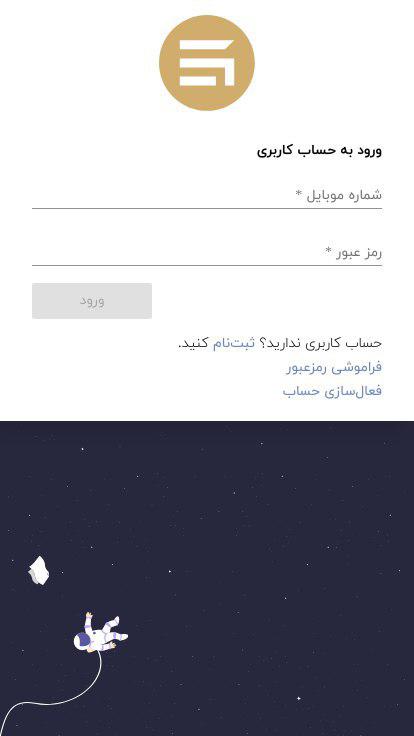 ورود به حساب کاربری
شماره موبایل *
رمز عبور *
ورود
حساب کاربری ندارید؟ ثبت‌نام کنید.
فراموشی رمزعبور
فعال‌سازی حساب